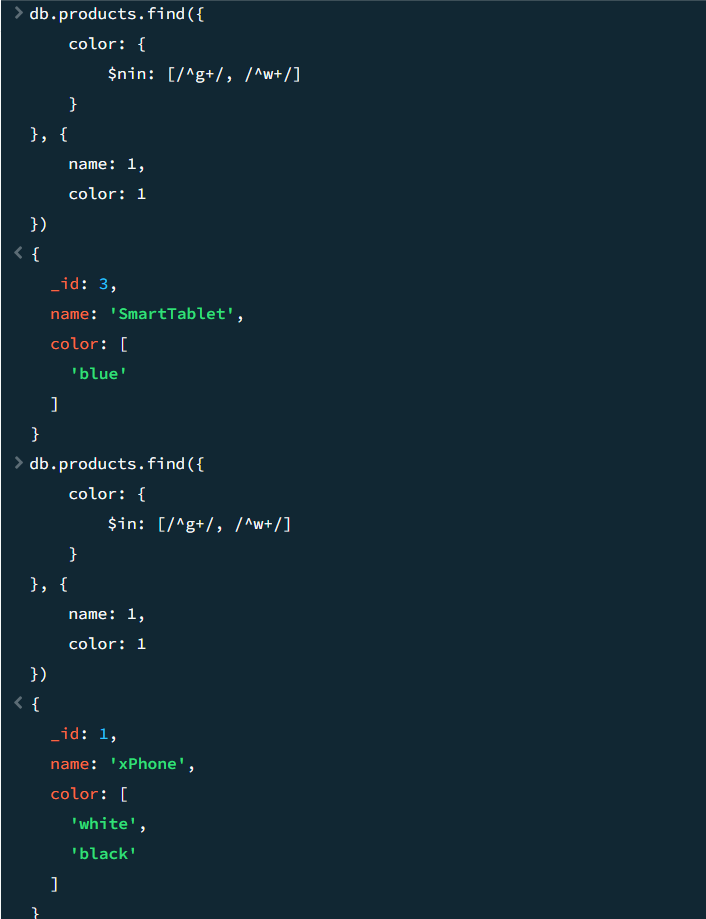 > db.products.find({
    color: {
        $nin: [/^g+/, /^w+/]
    }
}, {
    name: 1,
    color: 1
})
< {
  _id: 3,
  name: 'SmartTablet',
  color: [
    'blue'
  ]
}
> db.products.find({
    color: {
        $in: [/^g+/, /^w+/]
    }
}, {
    name: 1,
    color: 1
})
< {
  _id: 1,
  name: 'xPhone',
  color: [
    'white',
    'black'
  ]
}